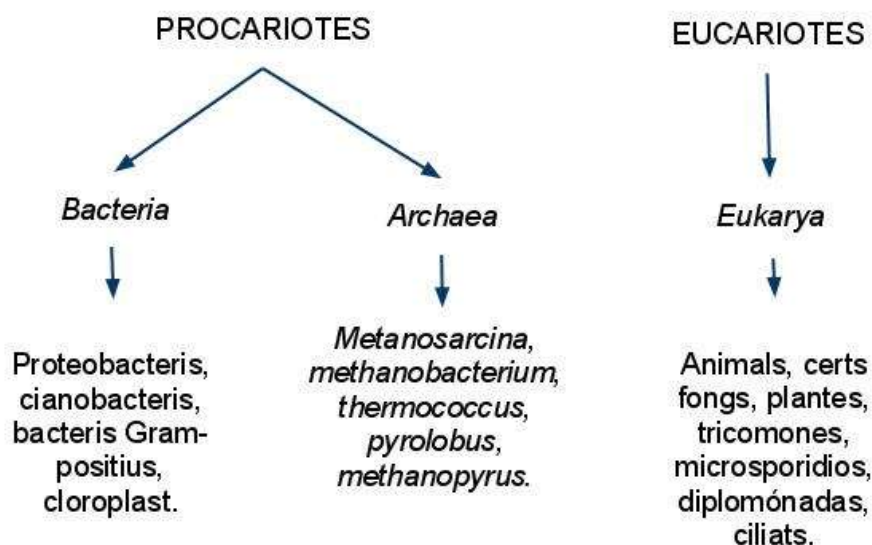 PROCARIOTES
EUCARIOTES
Bacteria
Archaea
Eukarya
Proteobacteris,
cianobacteris,
bacteris Gram-
positius,
cloroplast.
Metanosarcina,
methanobacterium,
thermococcus,
pyrolobus,
methanopyrus.
Animals, certs
fongs, plantes,
tricomones,
microsporidios,
diplomónadas,
ciliats.